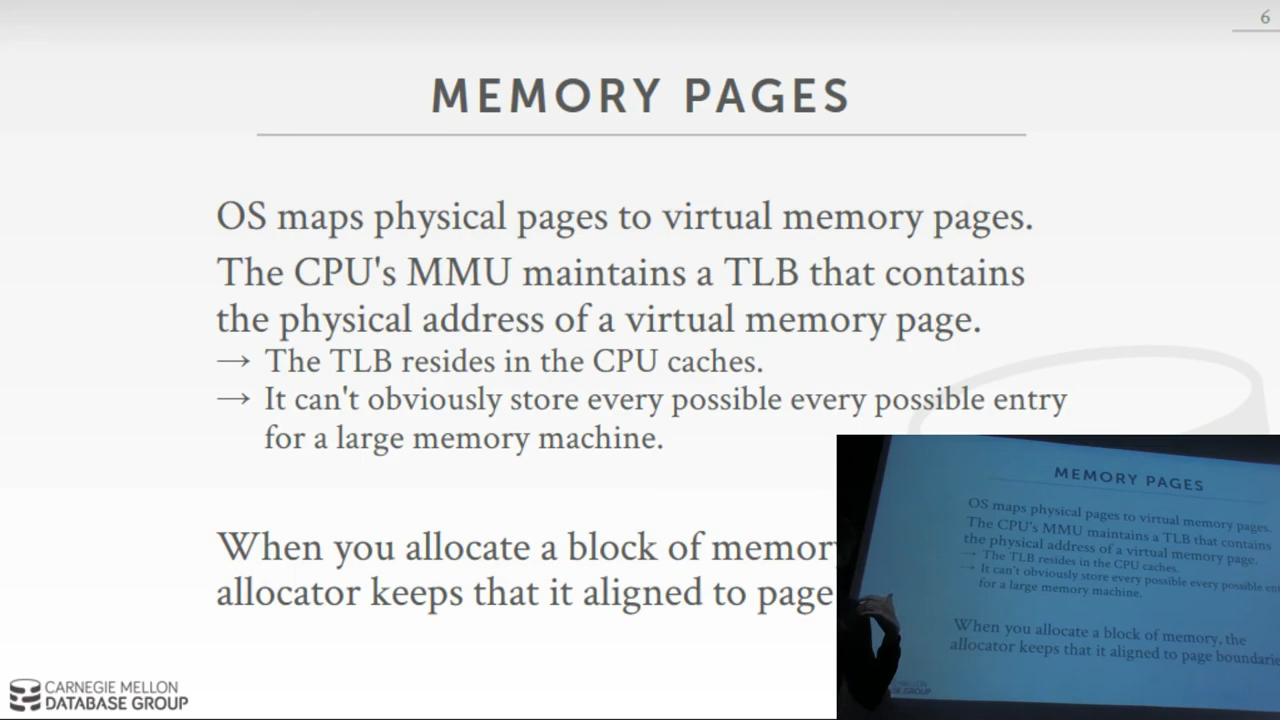 6
MEMORY PAGES
OS maps physical pages to virtual memory pages.
The CPU's MMU maintains a TLB that contains
the physical address of a virtual memory page.
→ The TLB resides in the CPU caches.
→ It can't obviously store every possible every possible entry
for a large memory machine.
When you allocate a block of memory
allocator keeps that it aligned to page
CARNEGIE MELLON
DATABASE GROUP
MEMORY PAGES
OS maps physical pages to virtual memory pages.
The CPU's MMU maintains a TLB that contains
the physical address of a virtual memory page.
→ The TLB resides in the CPU caches.
→ It can't obviously store every possible every possible en
for a large memory machine.
When you allocate a block of memory, the
allocator keeps that it aligned to page boundarie
SE GROUP